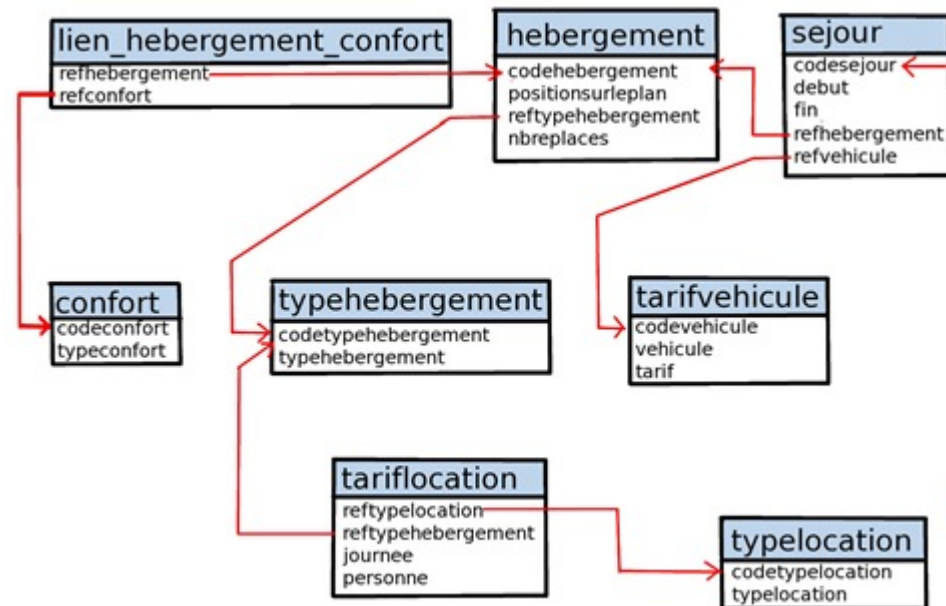 lien_hebergement_confort
refhebergement
refconfort
hebergement
codehebergement
positionsurleplan
reftypehebergement
nbreplaces
sejour
codesejour
debut
fin
refhebergement
refvehicule
confort
codeconfort
typeconfort
typehebergement
codetypehebergement
typehebergement
tarifvehicule
codevehicule
vehicule
tarif
tariflocation
reftypelocation
reftypehebergement
journee
personne
typelocation
codetypelocation
typelocation